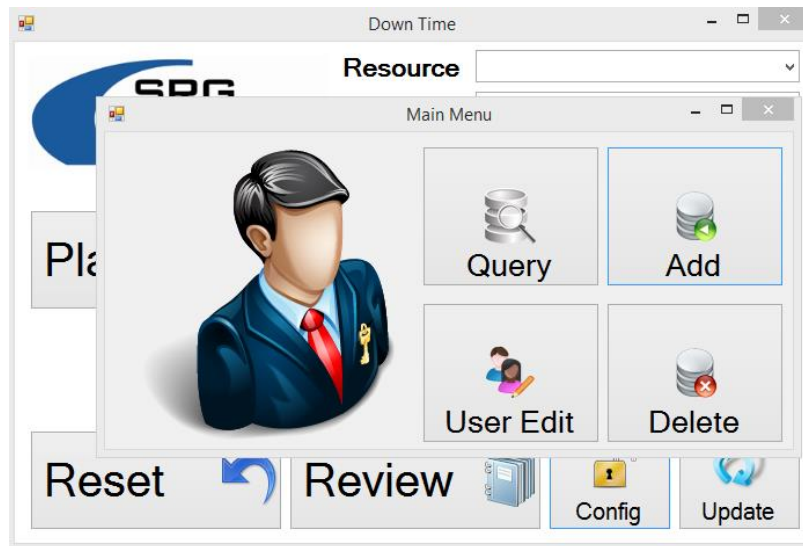 Down Time
Resource
Main Menu
Query
Add
User Edit
Delete
Reset
Review
Config
Update